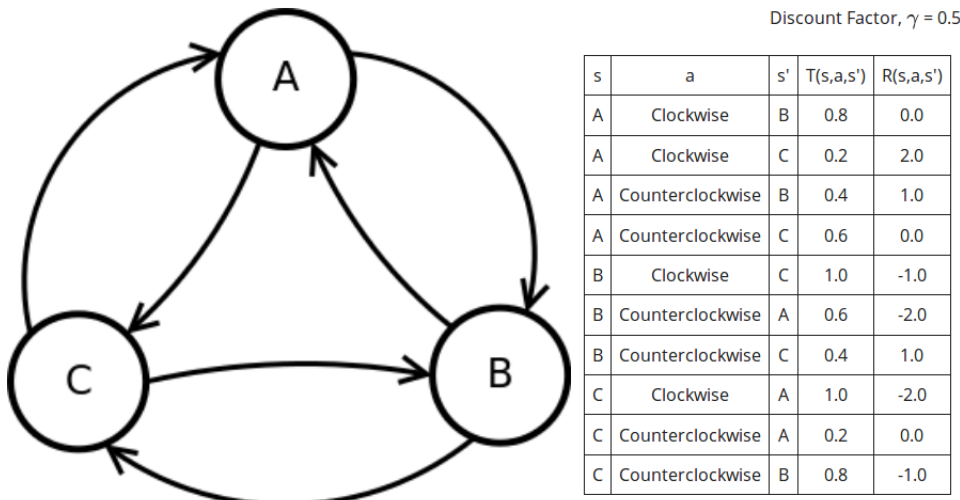 Discount Factor, γ = 0.5
A
B
C
s a s' T(s,a,s') R(s,a,s')
A Clockwise B 0.8 0.0
A Clockwise C 0.2 2.0
A Counterclockwise B 0.4 1.0
A Counterclockwise C 0.6 0.0
B Clockwise C 1.0 -1.0
B Counterclockwise A 0.6 -2.0
B Counterclockwise C 0.4 1.0
C Clockwise A 1.0 -2.0
C Counterclockwise A 0.2 0.0
C Counterclockwise B 0.8 -1.0